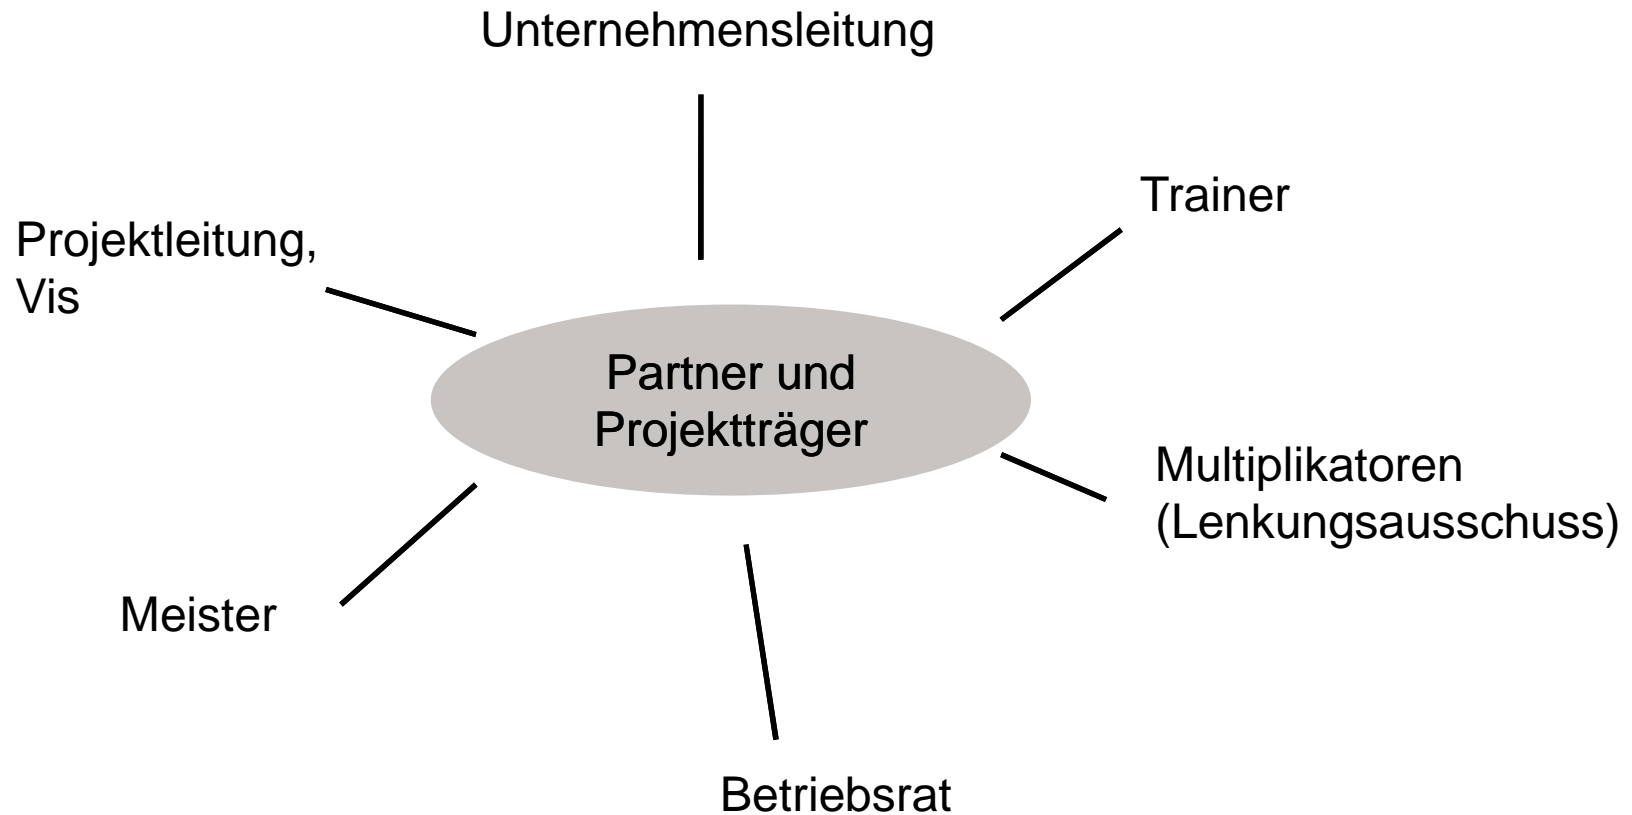 Unternehmensleitung
Trainer
Projektleitung,
Vis
Partner und
Projektträger
Multiplikatoren
(Lenkungsausschuss)
Meister
Betriebsrat